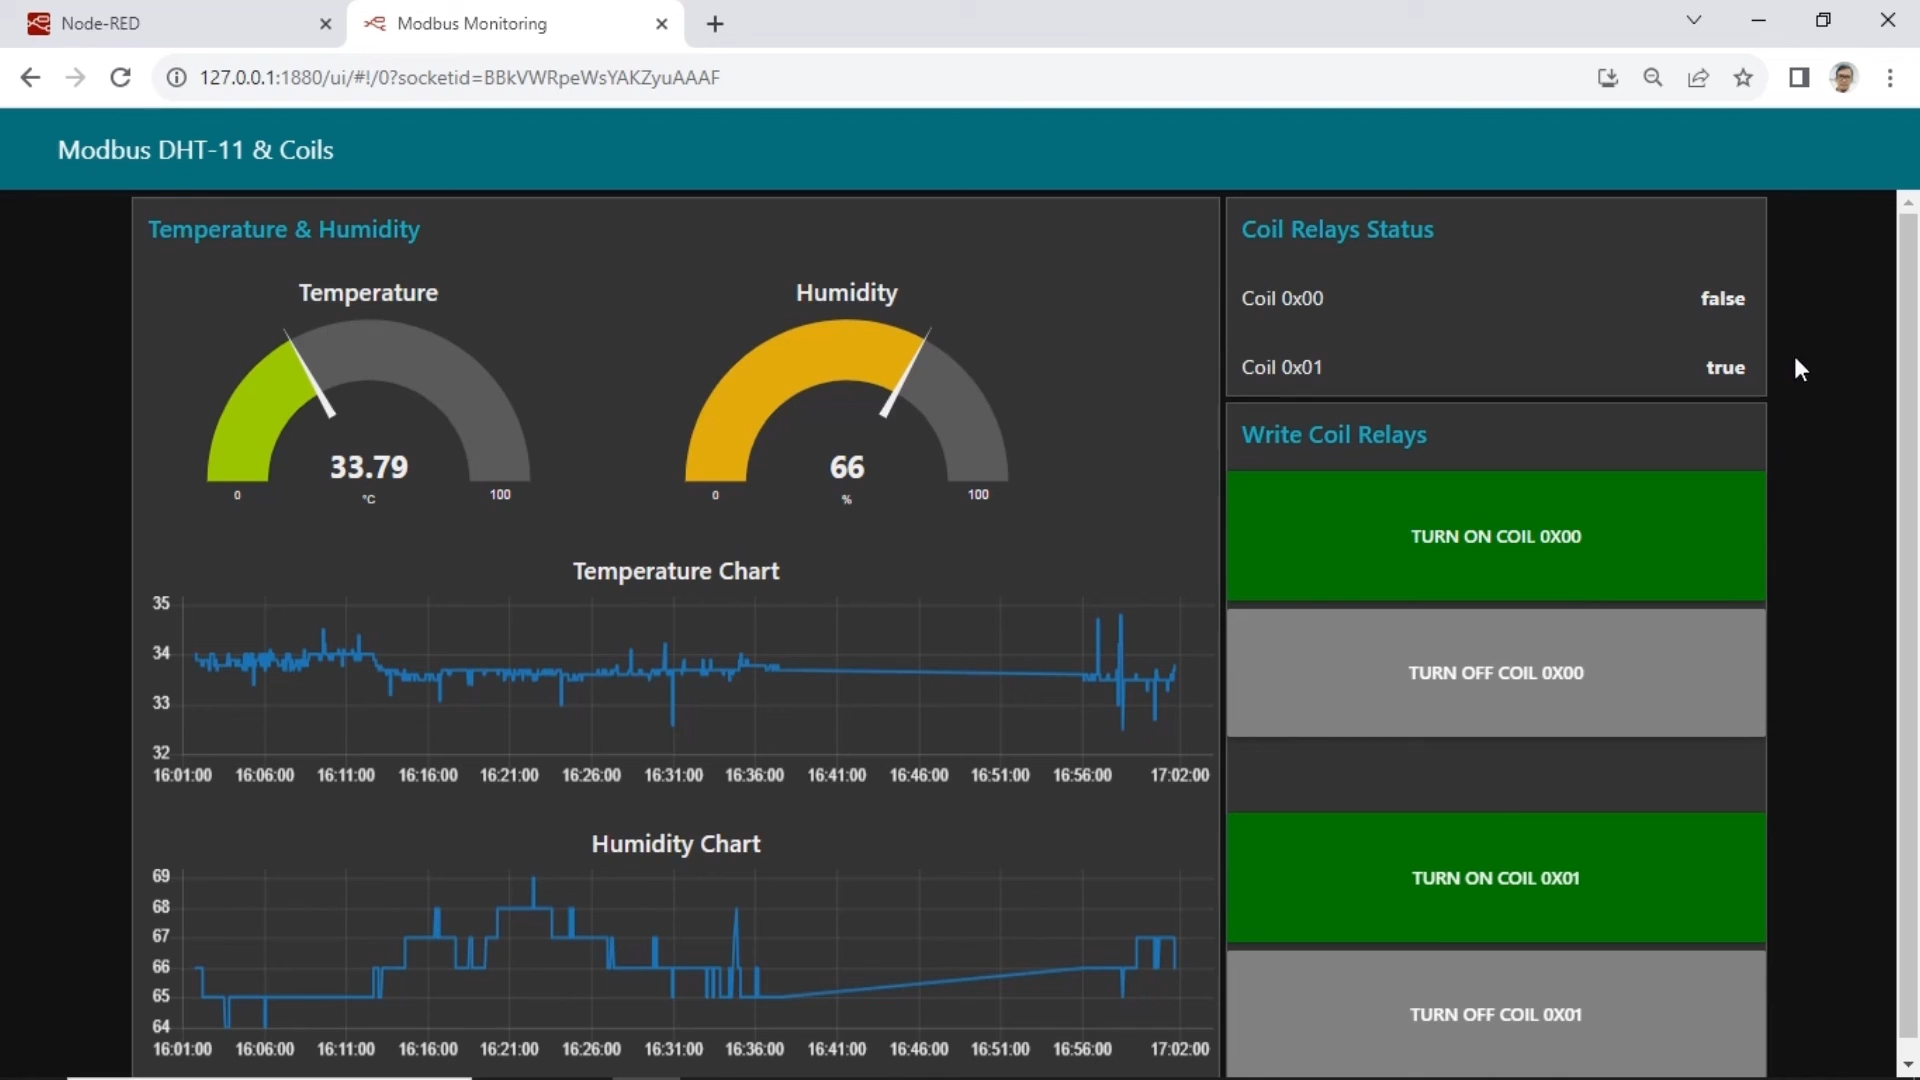 Node-RED
Modbus Monitoring
127.0.0.1:1880/ui/#!/0?socketid=BBkVWRpeWsYAKZyuAAAF
Modbus DHT-11 & Coils
Temperature & Humidity
Temperature
33.79
°C
0
100
Humidity
66
%
0
100
Temperature Chart
35
34
33
32
16:01:00 16:06:00 16:11:00 16:16:00 16:21:00 16:26:00 16:31:00 16:36:00 16:41:00 16:46:00 16:51:00 16:56:00 17:02:00
Humidity Chart
69
68
67
66
65
64
16:01:00 16:06:00 16:11:00 16:16:00 16:21:00 16:26:00 16:31:00 16:36:00 16:41:00 16:46:00 16:51:00 16:56:00 17:02:00
Coil Relays Status
Coil 0x00 false
Coil 0x01 true
Write Coil Relays
TURN ON COIL 0X00
TURN OFF COIL 0X00
TURN ON COIL 0X01
TURN OFF COIL 0X01